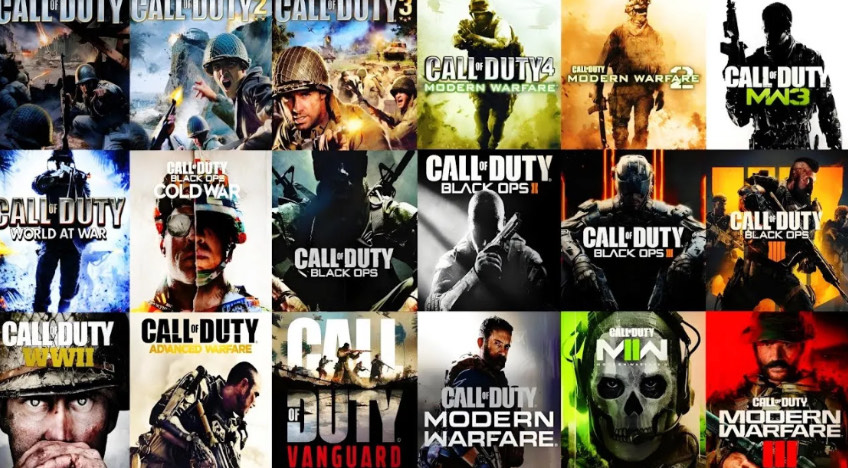 CALL OF DUTY
CALL OF DUTY 2
CALL OF DUTY 3
CALL OF DUTY 4
MODERN WARFARE
CALL OF DUTY
MODERN WARFARE
2
CALL OF DUTY
MW3
CALL OF DUTY
WORLD AT WAR
CALL OF DUTY
BLACK OPS
COLD WAR
CALL OF DUTY
BLACK OPS
CALL OF DUTY
BLACK OPS II
CALL OF DUTY
BLACK OPS III
CALL OF DUTY
BLACK OPS
IIII
CALL OF DUTY
WWII
CALL OF DUTY
ADVANCED WARFARE
CALL
OF DUTY
VANGUARD
CALL OF DUTY
MODERN
WARFARE
CALL OF DUTY
MIIW
CALL OF DUTY
MODERN
WARFARE
III